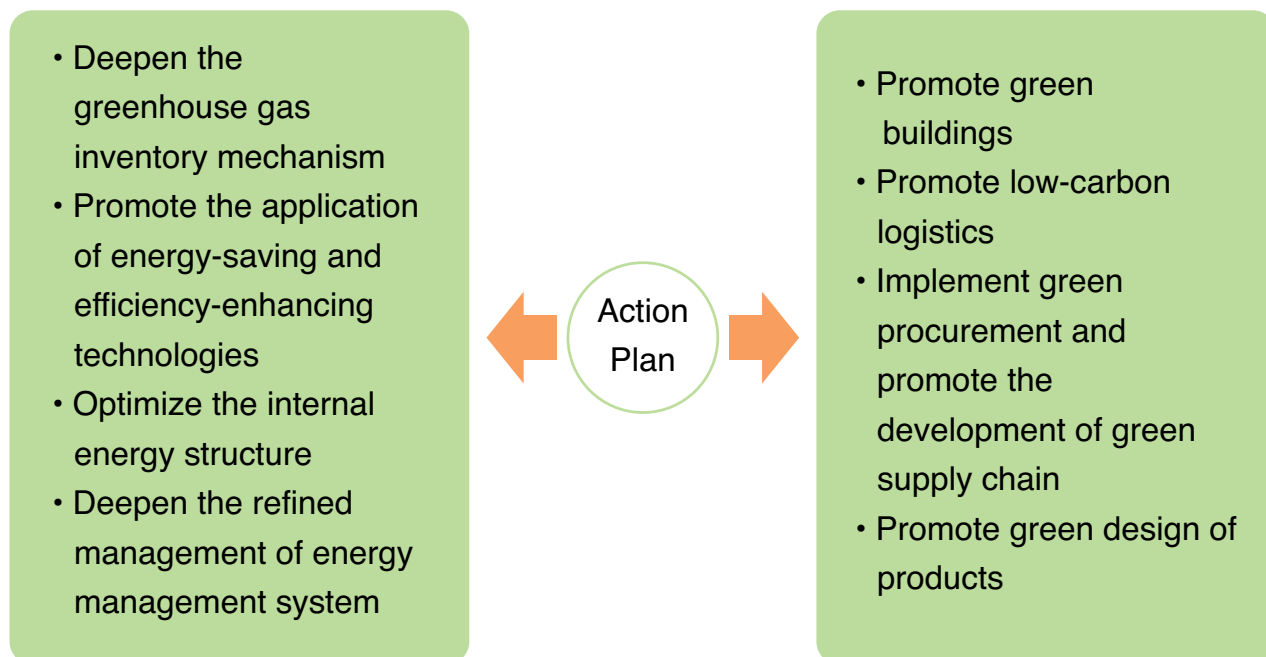 • Deepen the
greenhouse gas
inventory mechanism
• Promote the application
of energy-saving and
efficiency-enhancing
technologies
• Optimize the internal
energy structure
• Deepen the refined
management of energy
management system
Action
Plan
• Promote green
buildings
• Promote low-carbon
logistics
• Implement green
procurement and
promote the
development of green
supply chain
• Promote green design of
products